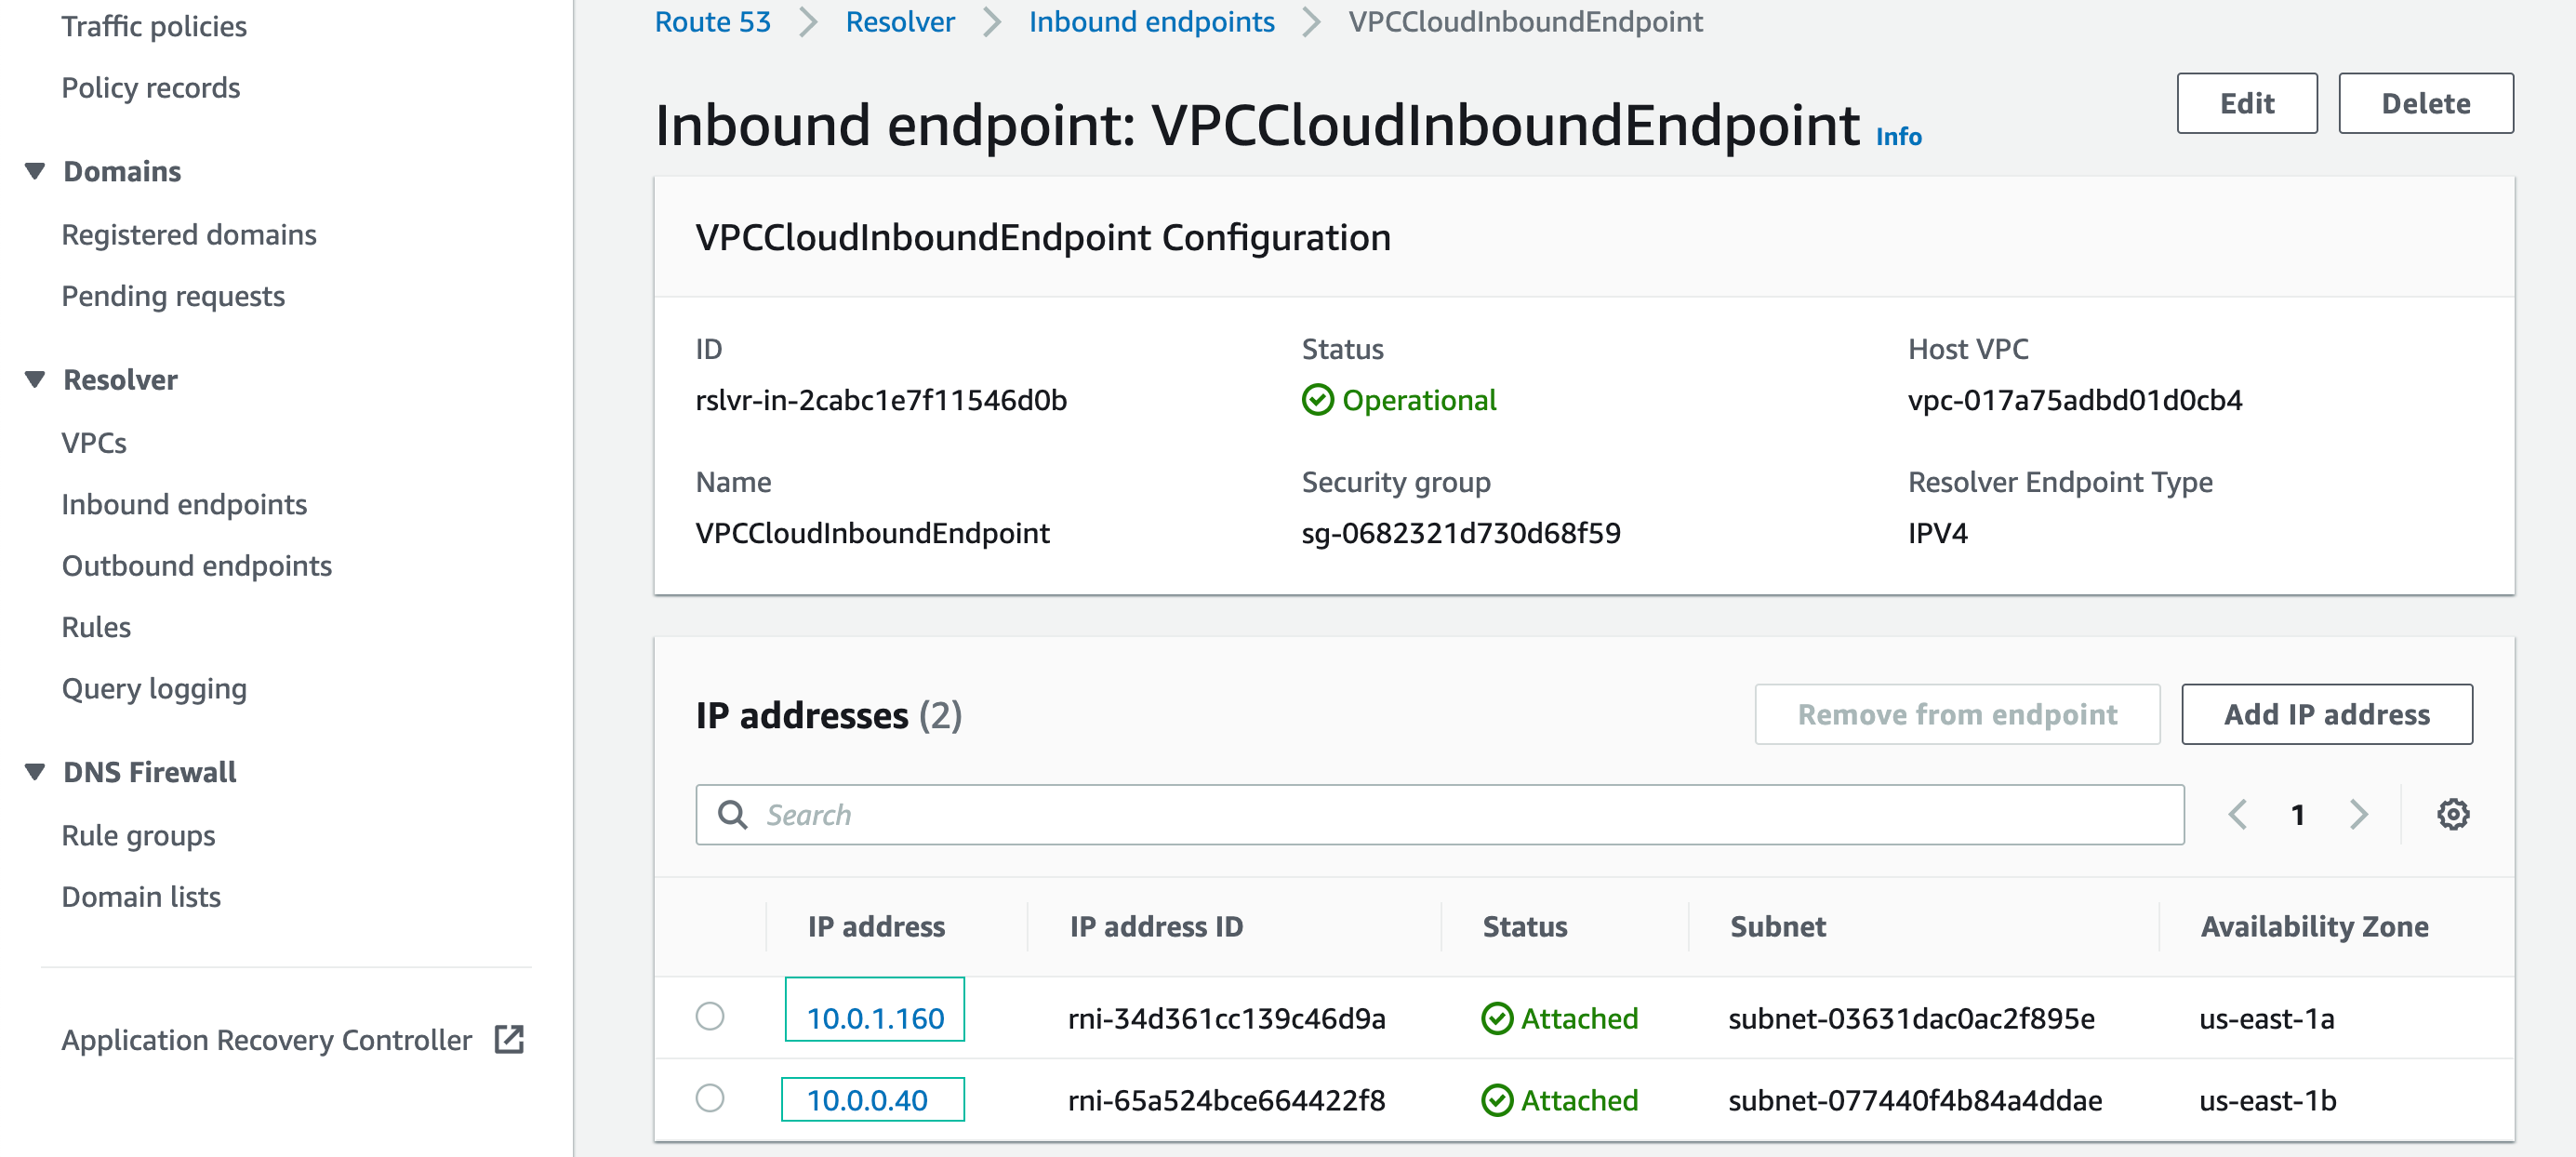 Traffic policies
Policy records
Domains
Registered domains
Pending requests
Resolver
VPCs
Inbound endpoints
Outbound endpoints
Rules
Query logging
DNS Firewall
Rule groups
Domain lists
Application Recovery Controller
Route 53 Resolver Inbound endpoints VPCCloudInboundEndpoint
Inbound endpoint: VPCCloudInboundEndpoint Info
Edit Delete
VPCCloudInboundEndpoint Configuration
ID Status Host VPC
rslvr-in-2cabc1e7f11546d0b Operational vpc-017a75adbd01d0cb4
Name Security group Resolver Endpoint Type
VPCCloudInboundEndpoint sg-0682321d730d68f59 IPV4
IP addresses (2) Remove from endpoint Add IP address
Search 1
IP address IP address ID Status Subnet Availability Zone
10.0.1.160 rni-34d361cc139c46d9a Attached subnet-03631dac0ac2f895e us-east-1a
10.0.0.40 rni-65a524bce664422f8 Attached subnet-077440f4b84a4ddae us-east-1b